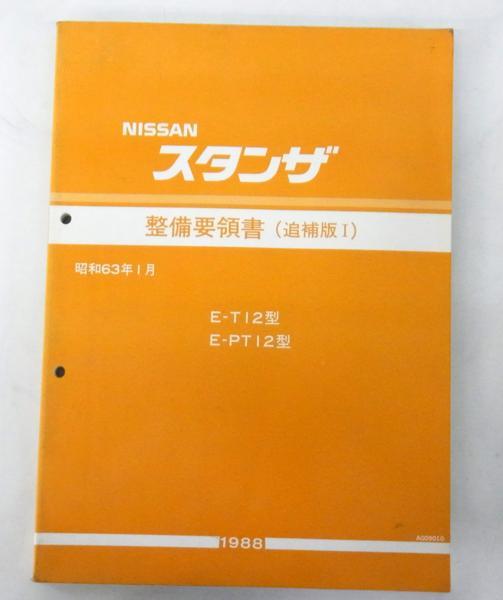 NISSAN
スタンザ
整備要領書（追補版Ⅰ）
昭和63年1月
E-T12型
E-PT12型
1988
A009010